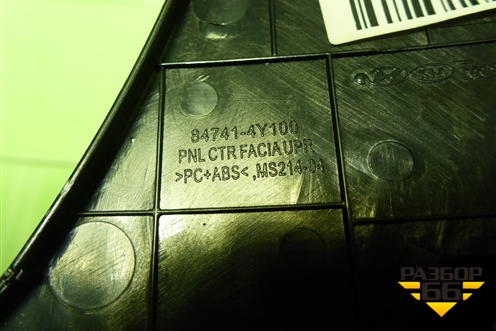 84741-4Y100
PNL CTR FACIA UPR
>PC+ABS<,MS214-04
РАЗБОР
66